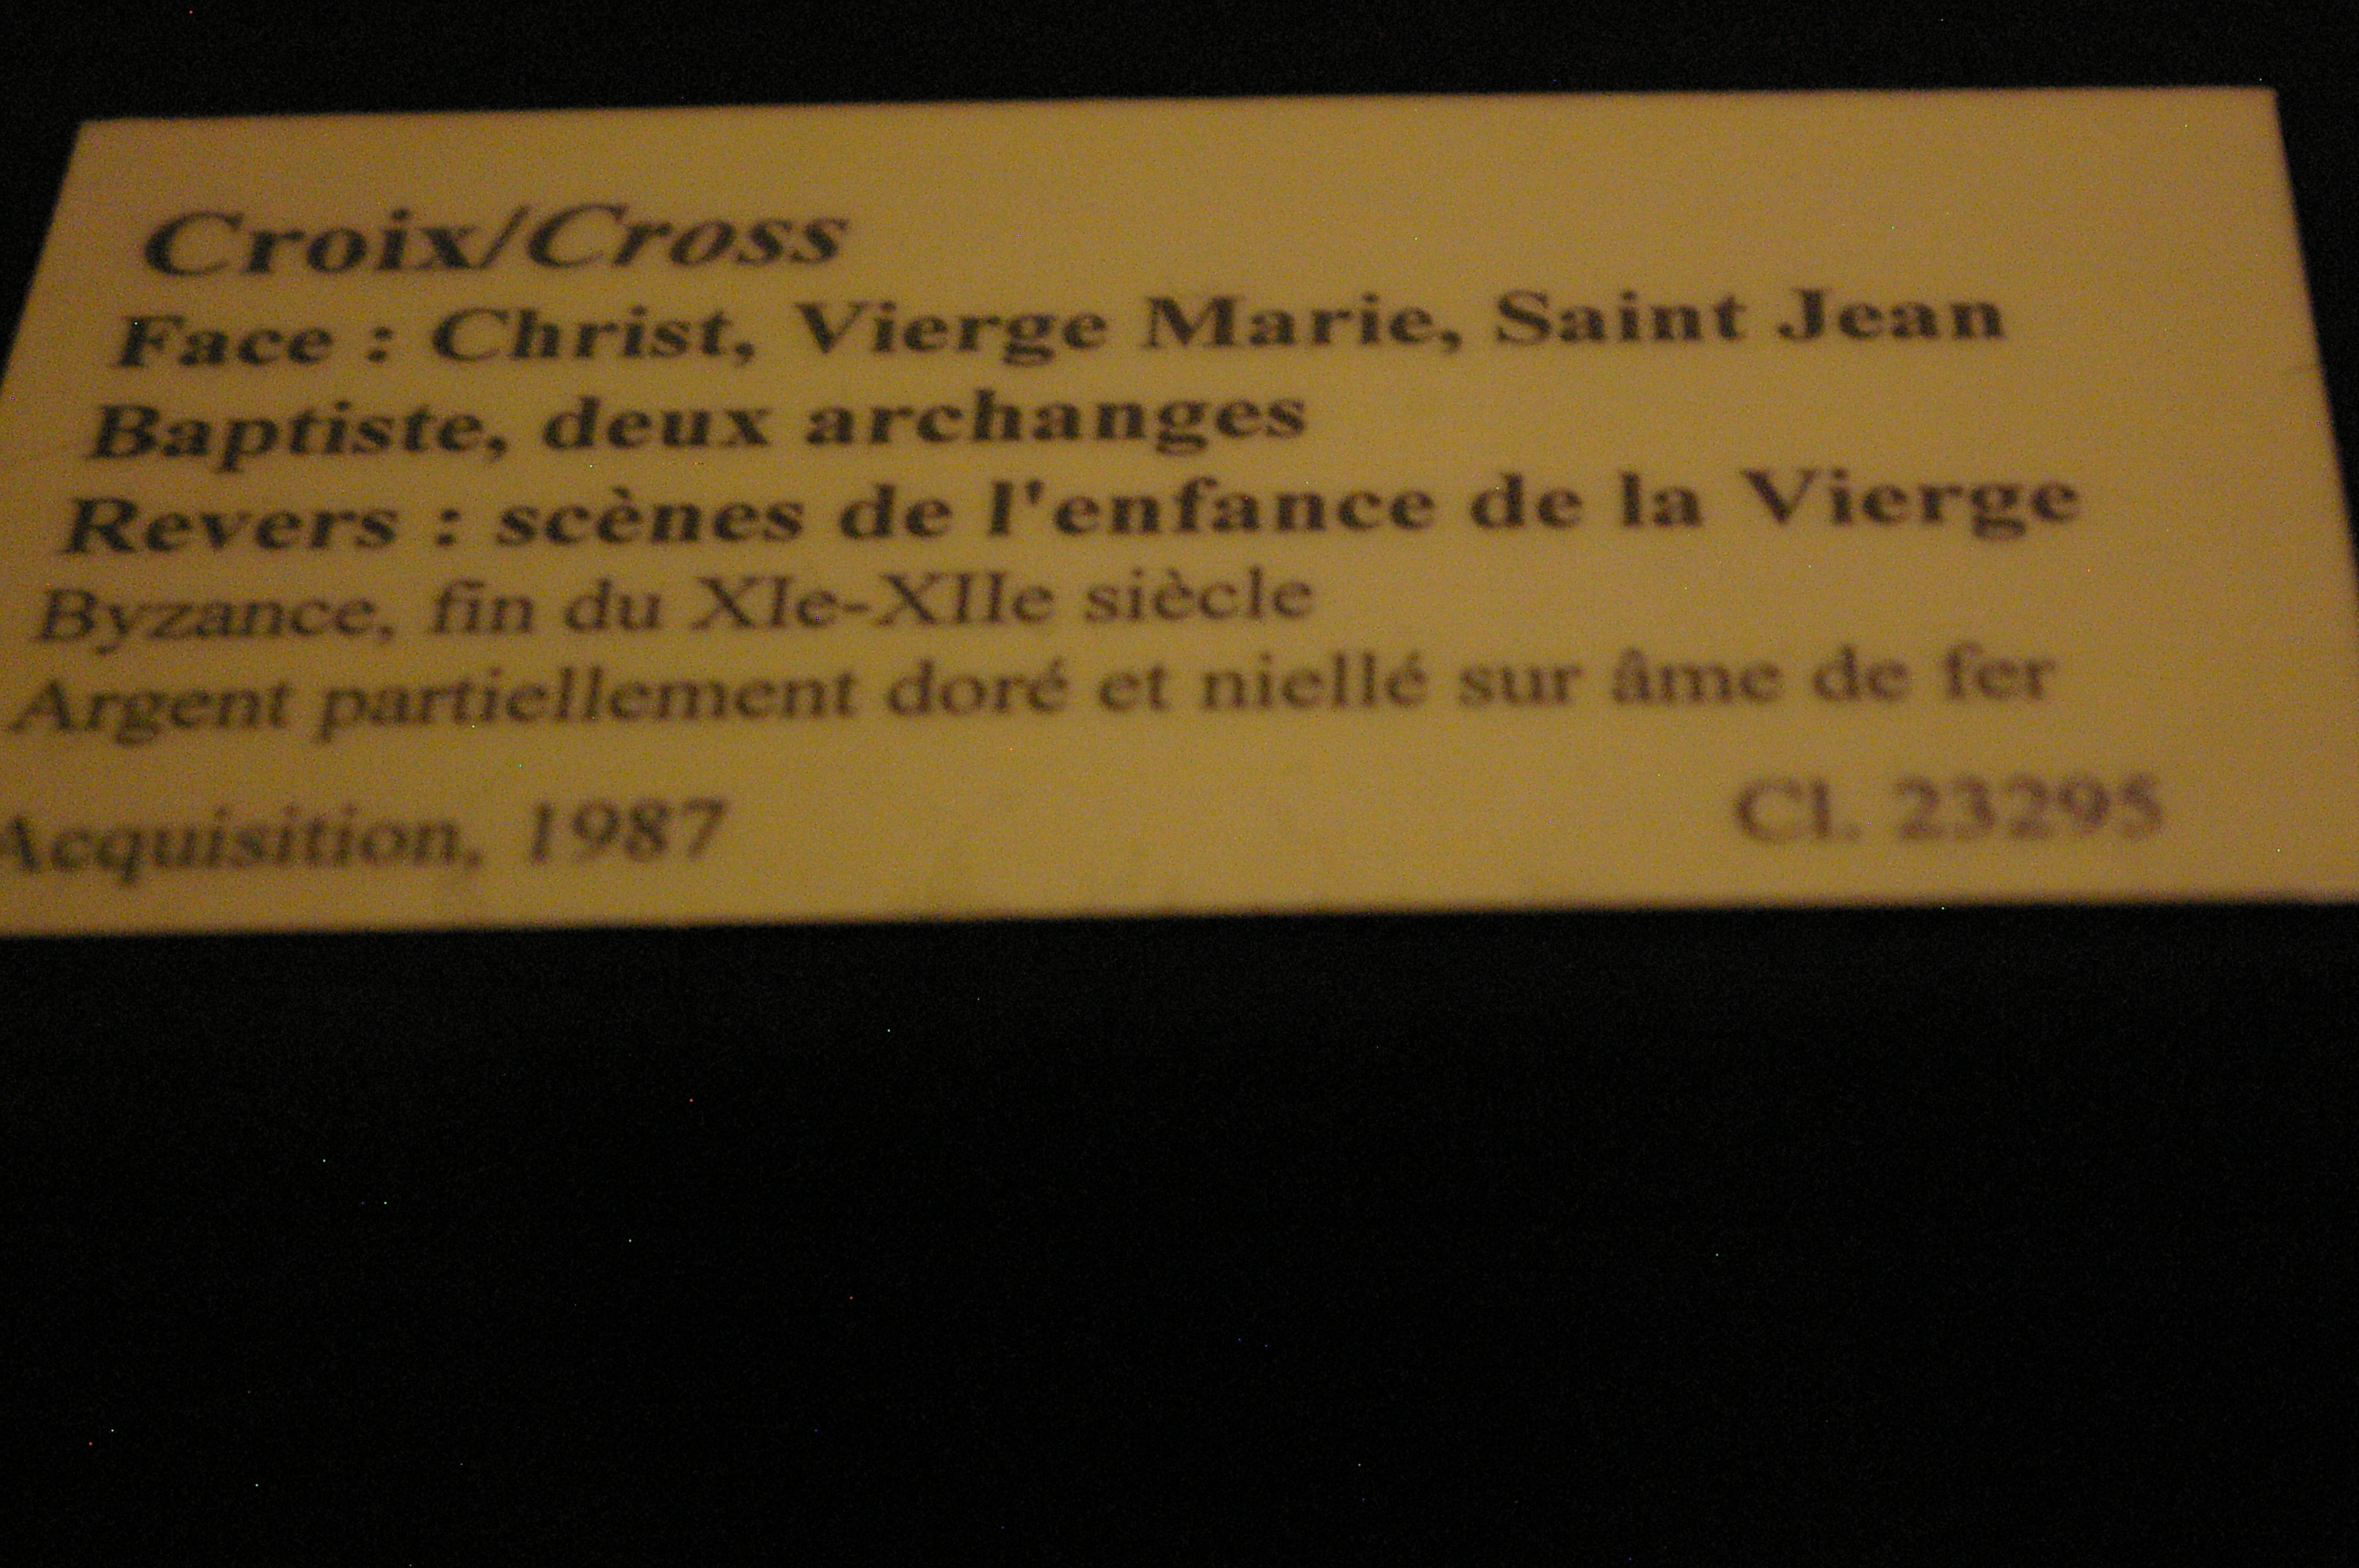 Croix/Cross
Face : Christ, Vierge Marie, Saint Jean
Baptiste, deux archanges
Revers : scènes de l'enfance de la Vierge
Byzance, fin du XIe-XIIe siècle
Argent partiellement doré et niellé sur âme de fer
Acquisition, 1987 Cl. 23295